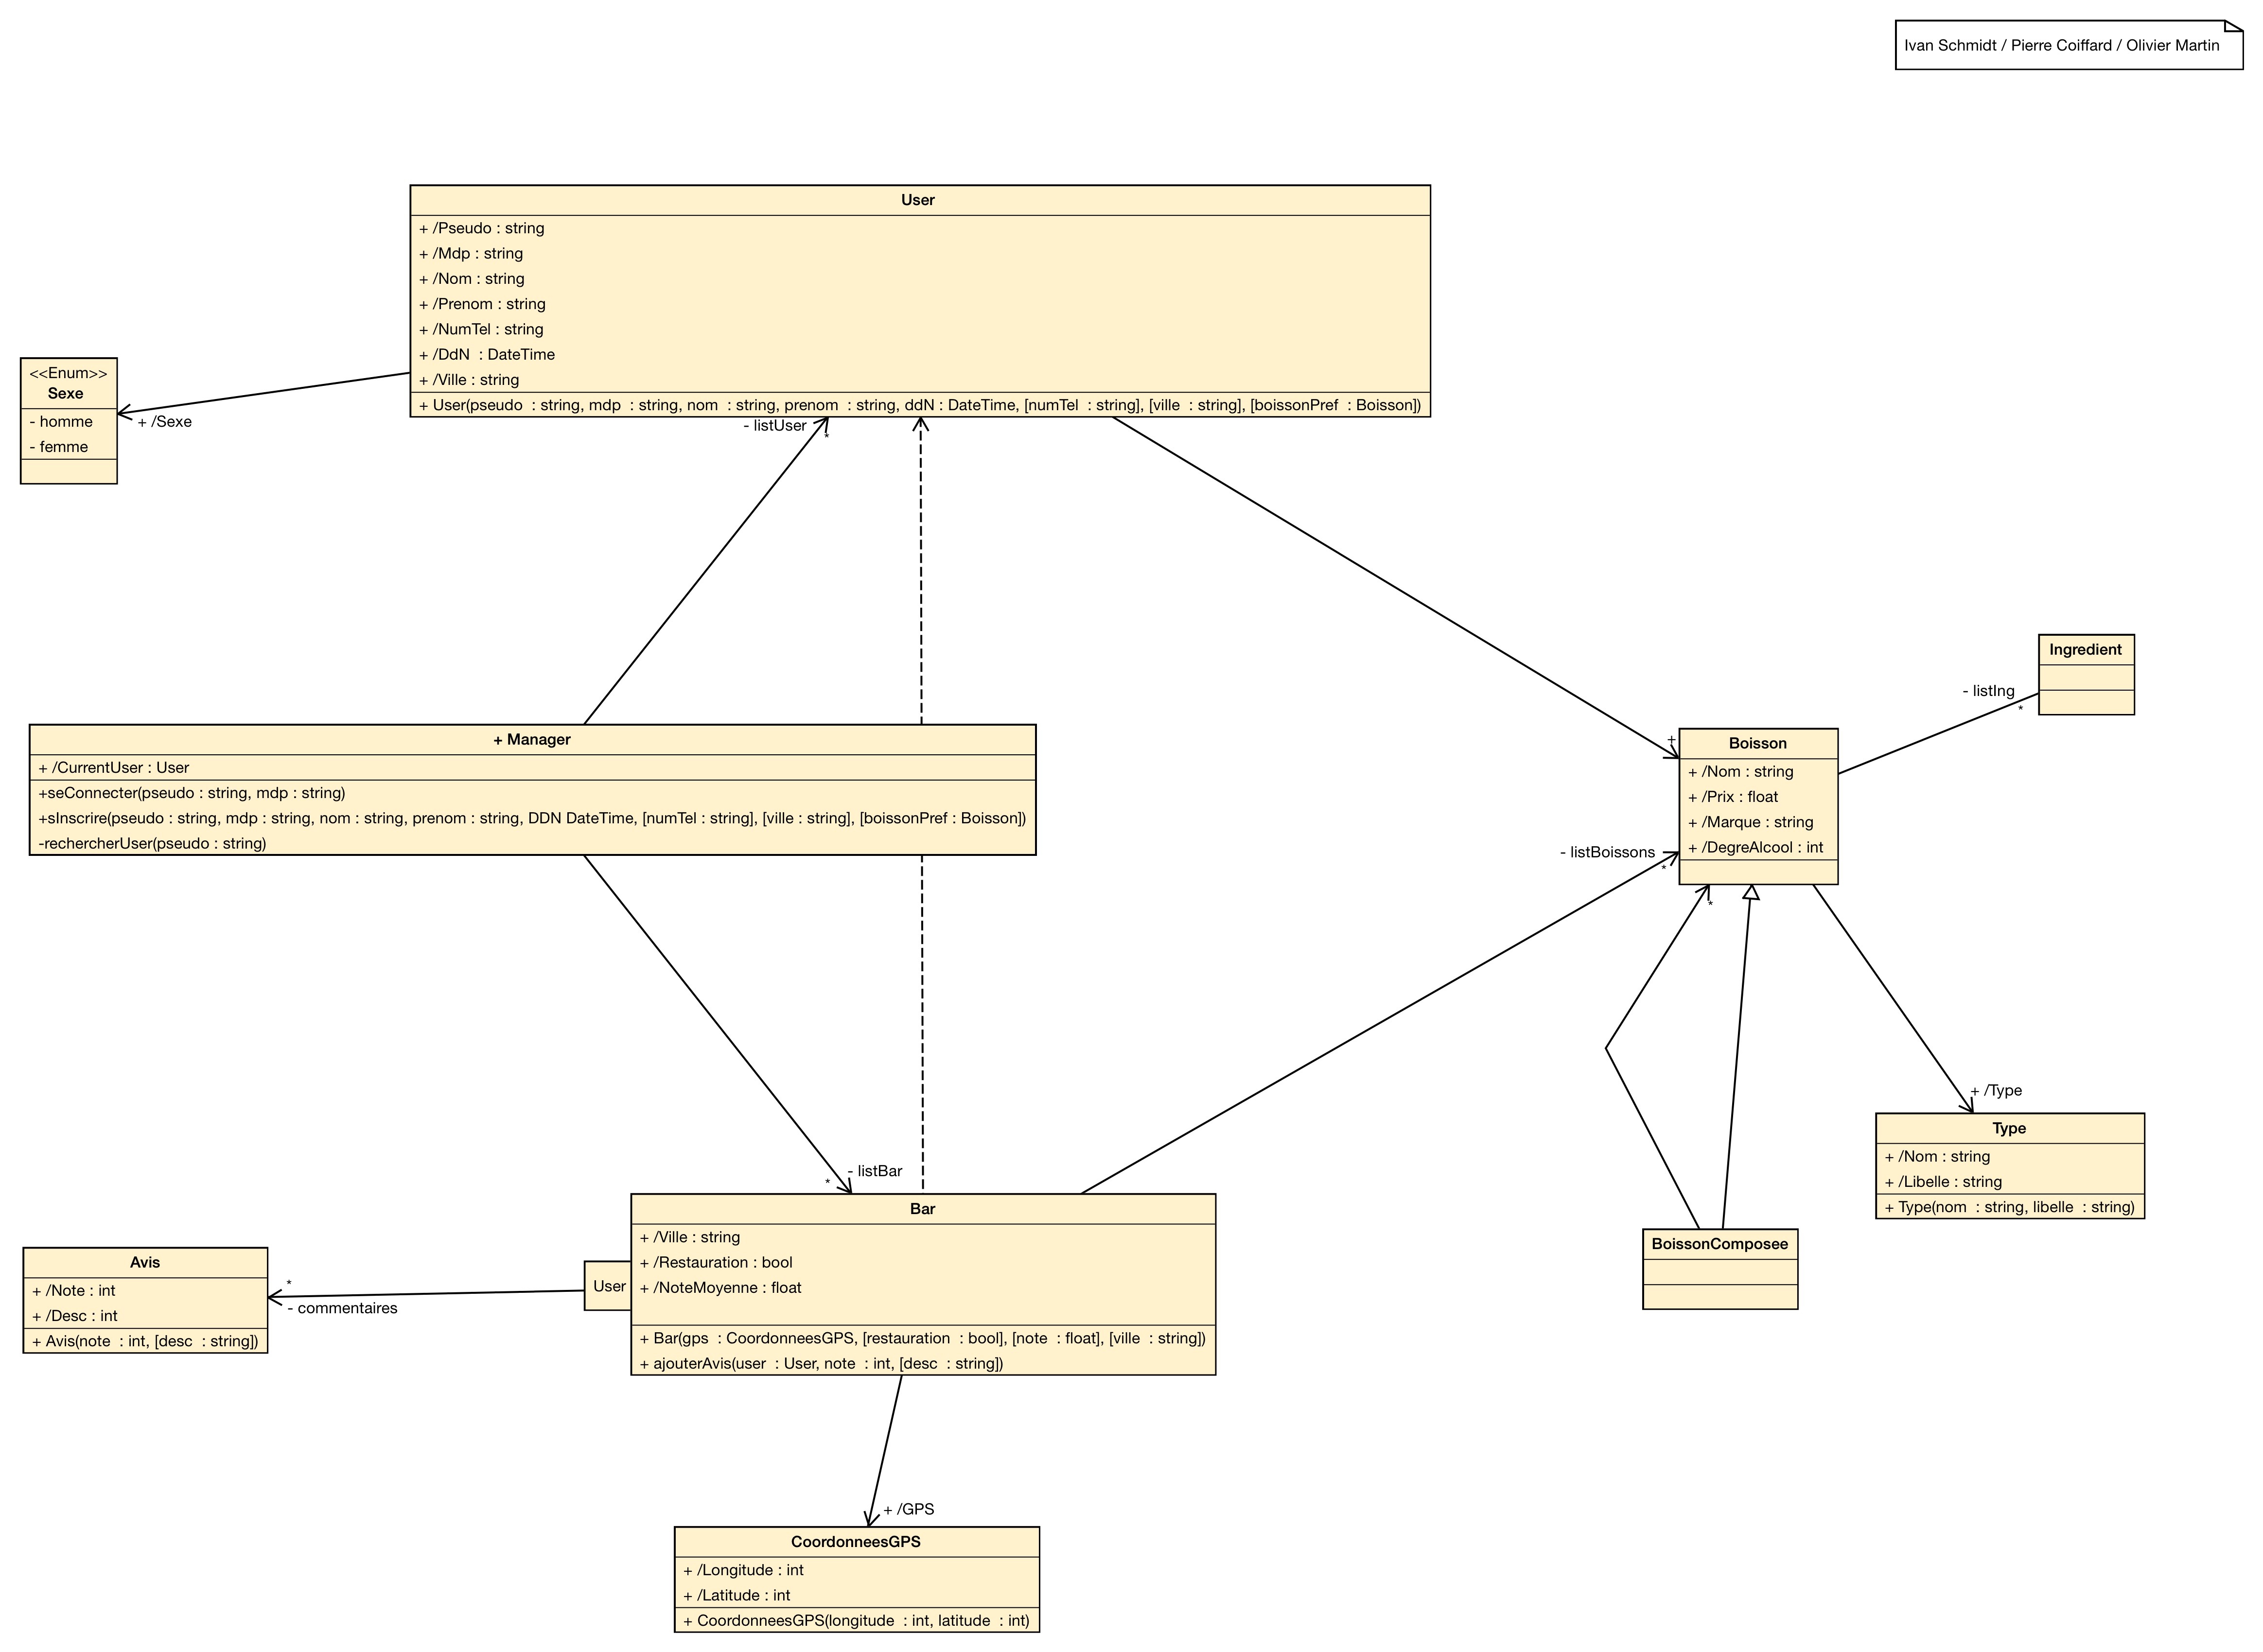 Ivan Schmidt / Pierre Coiffard / Olivier Martin
User
+ /Pseudo : string
+ /Mdp : string
+ /Nom : string
+ /Prenom : string
+ /NumTel : string
+ /DdN  : DateTime
+ /Ville : string
+ User(pseudo  : string, mdp  : string, nom  : string, prenom  : string, ddN : DateTime, [numTel  : string], [ville  : string], [boissonPref  : Boisson])
<<Enum>>
Sexe
- homme
- femme
+ /Sexe
- listUser
*
+ Manager
+ /CurrentUser : User
+seConnecter(pseudo : string, mdp : string)
+sInscrire(pseudo : string, mdp : string, nom : string, prenom : string, DDN DateTime, [numTel : string], [ville : string], [boissonPref : Boisson])
-rechercherUser(pseudo : string)
Ingredient
- listIng
*
+
Boisson
+ /Nom : string
+ /Prix : float
+ /Marque : string
+ /DegreAlcool : int
- listBoissons
*
*
+ /Type
Type
+ /Nom : string
+ /Libelle : string
+ Type(nom  : string, libelle  : string)
BoissonComposee
- listBar
*
Bar
+ /Ville : string
+ /Restauration : bool
+ /NoteMoyenne : float
+ Bar(gps  : CoordonneesGPS, [restauration  : bool], [note  : float], [ville  : string])
+ ajouterAvis(user  : User, note  : int, [desc  : string])
User
*
- commentaires
Avis
+ /Note : int
+ /Desc : int
+ Avis(note  : int, [desc  : string])
+ /GPS
CoordonneesGPS
+ /Longitude : int
+ /Latitude : int
+ CoordonneesGPS(longitude  : int, latitude  : int)